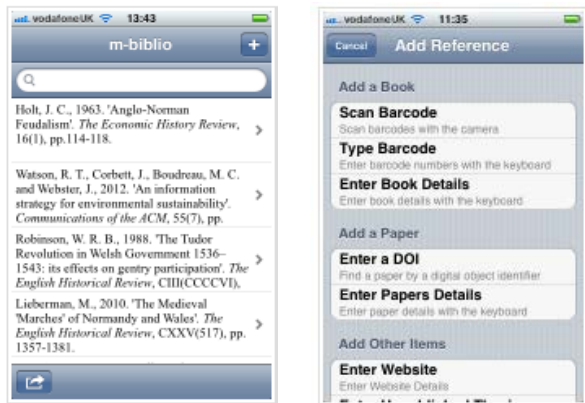 vodafone UK 13:43
m-biblio
+
Holt, J. C., 1963. 'Anglo-Norman
Feudalism'. The Economic History Review,
16(1), pp.114-118.
Watson, R. T., Corbett, J., Boudreau, M. C.
and Webster, J., 2012. 'An information
strategy for environmental sustainability'.
Communications of the ACM, 55(7), pp.
Robinson, W. R. B., 1988. 'The Tudor
Revolution in Welsh Government 1536–
1543: its effects on gentry participation'. The
English Historical Review, CIII(CCCCVI),
Lieberman, M., 2010. 'The Medieval
'Marches' of Normandy and Wales'. The
English Historical Review, CXXV(517), pp.
1357-1381.
vodafone UK 11:35
Cancel Add Reference
Add a Book
Scan Barcode
Scan barcodes with the camera
Type Barcode
Enter barcode numbers with the keyboard
Enter Book Details
Enter book details with the keyboard
Add a Paper
Enter a DOI
Find a paper by a digital object identifier
Enter Papers Details
Enter paper details with the keyboard
Add Other Items
Enter Website
Enter Website Details